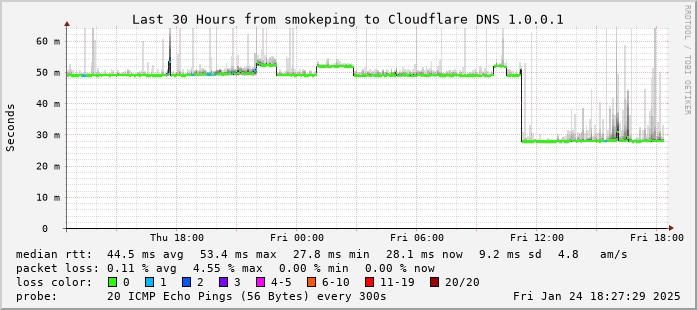 Last 30 Hours from smokeping to Cloudflare DNS 1.0.0.1
RRDTOOL / TOBI OETIKER
Seconds
60 m
50 m
40 m
30 m
20 m
10 m
0
Thu 18:00 Fri 00:00 Fri 06:00 Fri 12:00 Fri 18:00
median rtt: 44.5 ms avg 53.4 ms max 27.8 ms min 28.1 ms now 9.2 ms sd 4.8 am/s
packet loss: 0.11 % avg 4.55 % max 0.00 % min 0.00 % now
loss color: 0 1 2 3 4-5 6-10 11-19 20/20
probe: 20 ICMP Echo Pings (56 Bytes) every 300s Fri Jan 24 18:27:29 2025